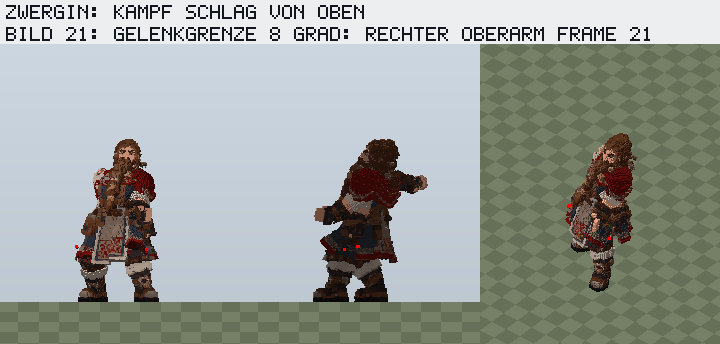 ZWERGIN: KAMPF SCHLAG VON OBEN
BILD 21: GELENKGRENZE 8 GRAD: RECHTER OBERARM FRAME 21